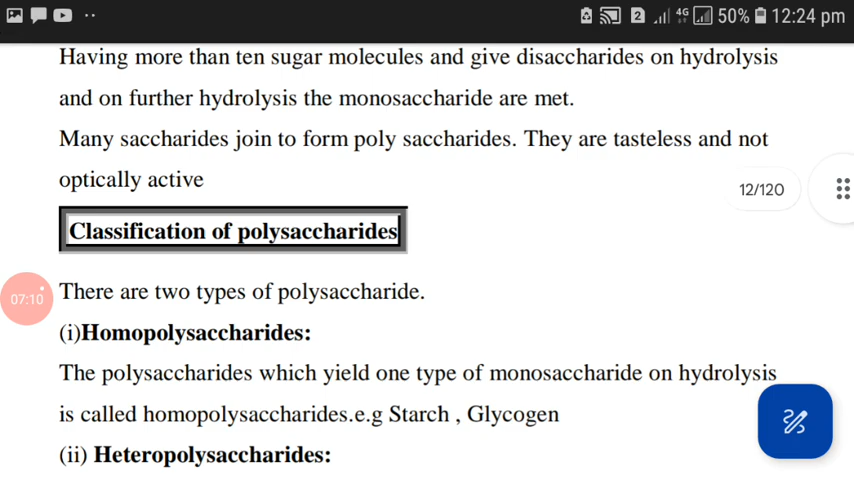 2 4G 50% 12:24 pm
Having more than ten sugar molecules and give disaccharides on hydrolysis
and on further hydrolysis the monosaccharide are met.
Many saccharides join to form poly saccharides. They are tasteless and not
optically active
12/120
Classification of polysaccharides
There are two types of polysaccharide.
07:10
(i)Homopolysaccharides:
The polysaccharides which yield one type of monosaccharide on hydrolysis
is called homopolysaccharides.e.g Starch , Glycogen
(ii) Heteropolysaccharides: